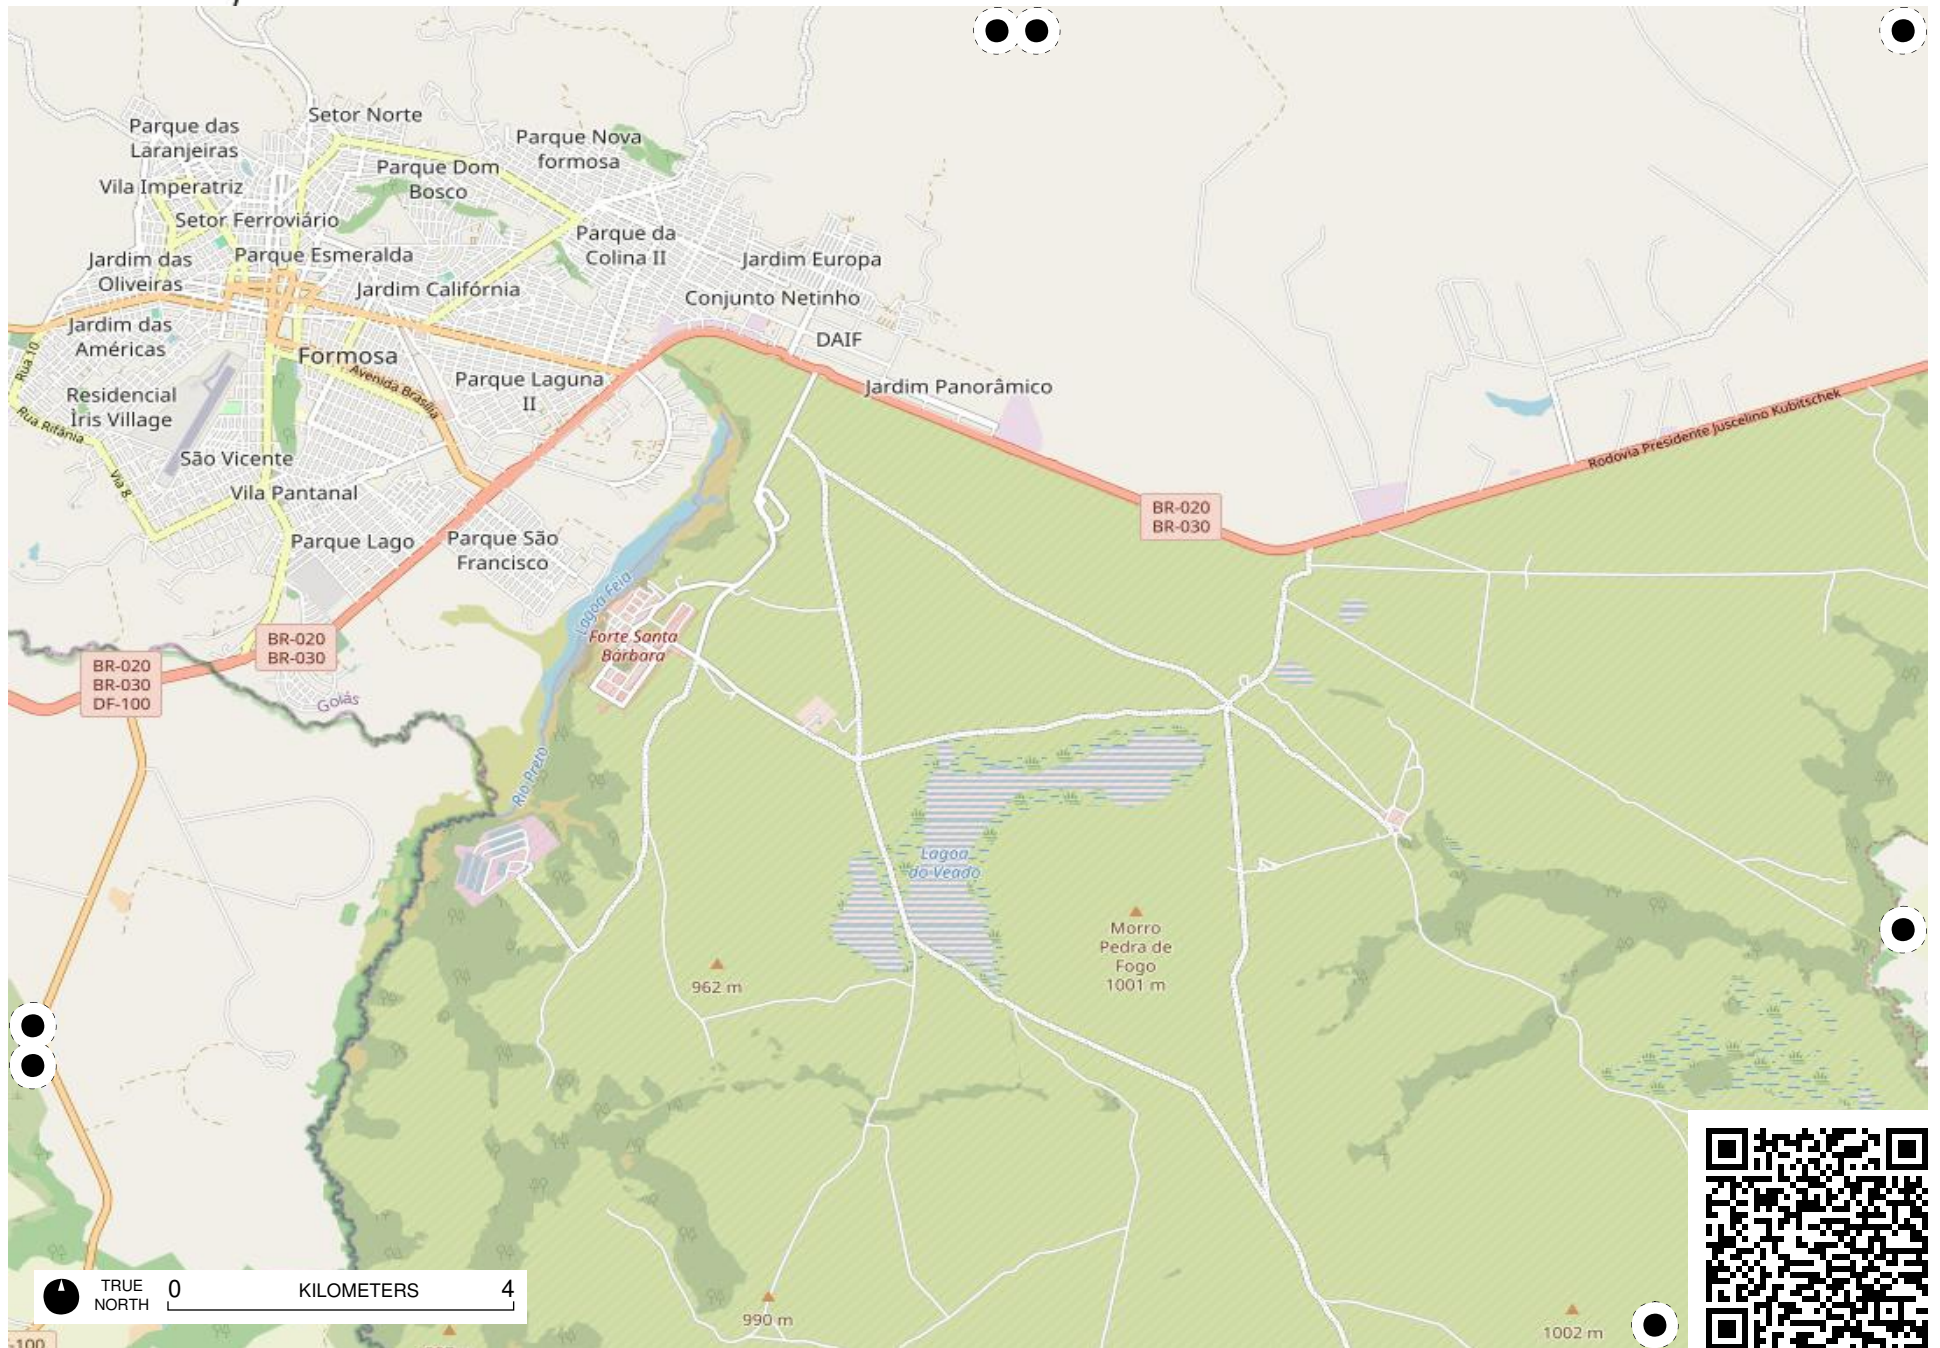 Setor Norte
Parque das
Laranjeiras
Parque Nova
formosa
Parque Dom
Bosco
Vila Imperatriz
Setor Ferroviário
Parque da
Colina II
Parque Esmeralda
Jardim das
Oliveiras
Jardim Europa
Jardim Califórnia
Conjunto Netinho
Jardim das
Américas
DAIF
Rua 10
Formosa
Avenida Brasília
Parque Laguna
II
Jardim Panorâmico
Residencial
Íris Village
Rua Rifânia
Rodovia Presidente Juscelino Kubitschek
São Vicente
Via 8
Vila Pantanal
BR-020
BR-030
Parque Lago
Parque São
Francisco
Lagoa Feia
Forte Santa
Bárbara
BR-020
BR-030
BR-020
BR-030
DF-100
Goiás
Rio Preto
Lagoa
do Veado
Morro
Pedra de
Fogo
1001 m
962 m
TRUE
NORTH
0
KILOMETERS
4
990 m
1002 m
-100